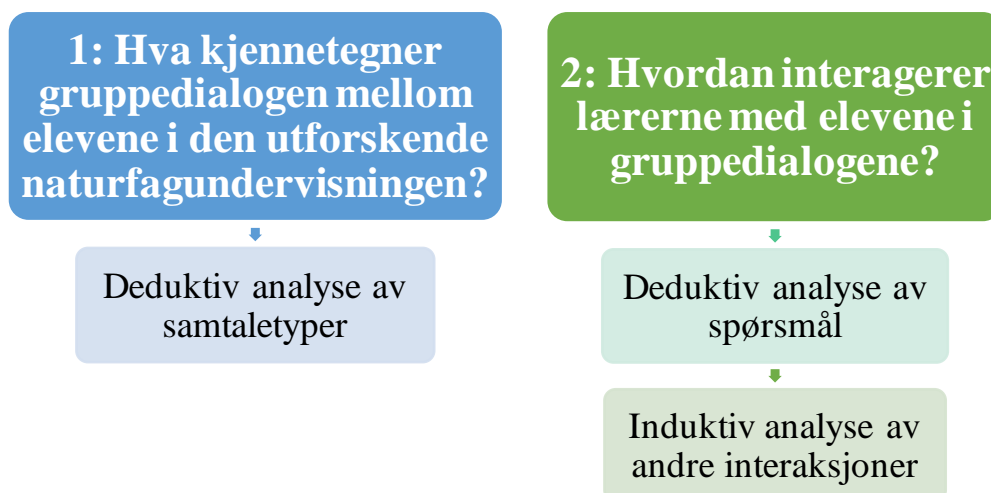 1: Hva kjennetegner
gruppedialogen mellom
elevene i den utforskende
naturfagundervisningen?
Deduktiv analyse av
samtaletyper
2: Hvordan interagerer
lærerne med elevene i
gruppedialogene?
Deduktiv analyse av
spørsmål
Induktiv analyse av
andre interaksjoner